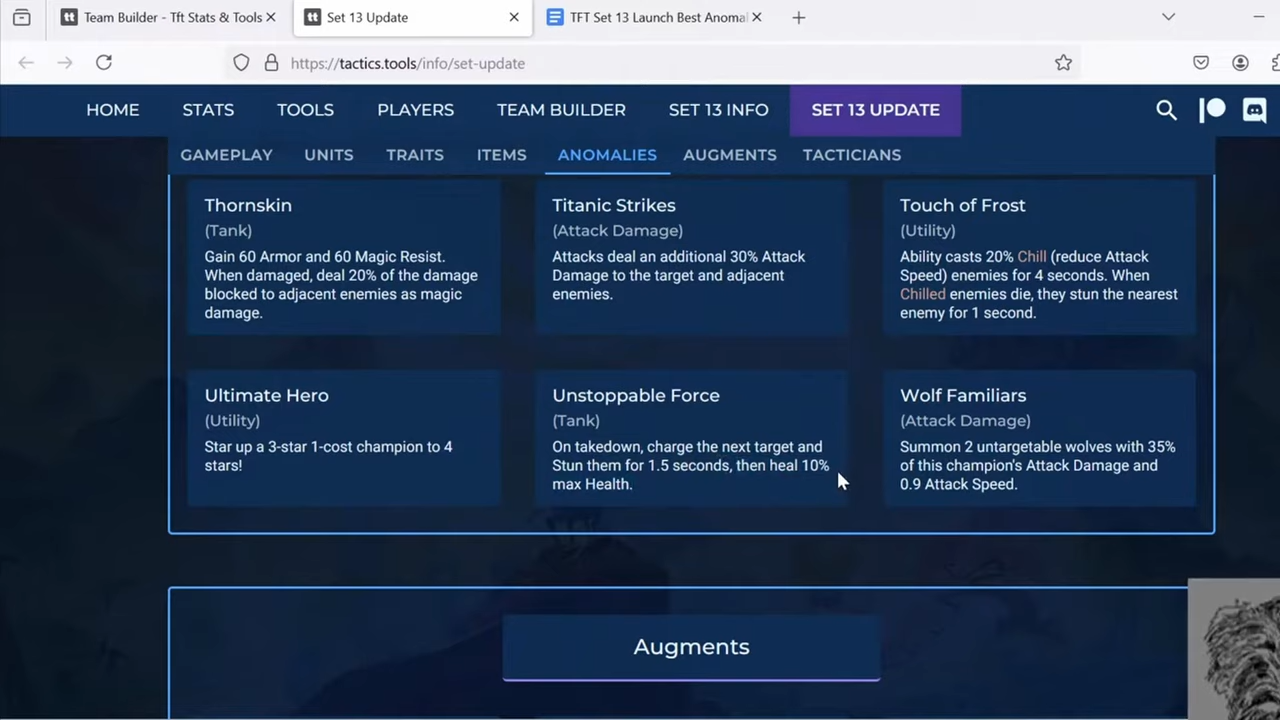 Team Builder - Tft Stats & Tools
Set 13 Update
TFT Set 13 Launch Best Anomal
https://tactics.tools/info/set-update
HOME STATS TOOLS PLAYERS TEAM BUILDER SET 13 INFO SET 13 UPDATE
GAMEPLAY UNITS TRAITS ITEMS ANOMALIES AUGMENTS TACTICIANS
Thornskin
(Tank)
Gain 60 Armor and 60 Magic Resist.
When damaged, deal 20% of the damage
blocked to adjacent enemies as magic
damage.
Titanic Strikes
(Attack Damage)
Attacks deal an additional 30% Attack
Damage to the target and adjacent
enemies.
Touch of Frost
(Utility)
Ability casts 20% Chill (reduce Attack
Speed) enemies for 4 seconds. When
Chilled enemies die, they stun the nearest
enemy for 1 second.
Ultimate Hero
(Utility)
Star up a 3-star 1-cost champion to 4
stars!
Unstoppable Force
(Tank)
On takedown, charge the next target and
Stun them for 1.5 seconds, then heal 10%
max Health.
Wolf Familiars
(Attack Damage)
Summon 2 untargetable wolves with 35%
of this champion's Attack Damage and
0.9 Attack Speed.
Augments